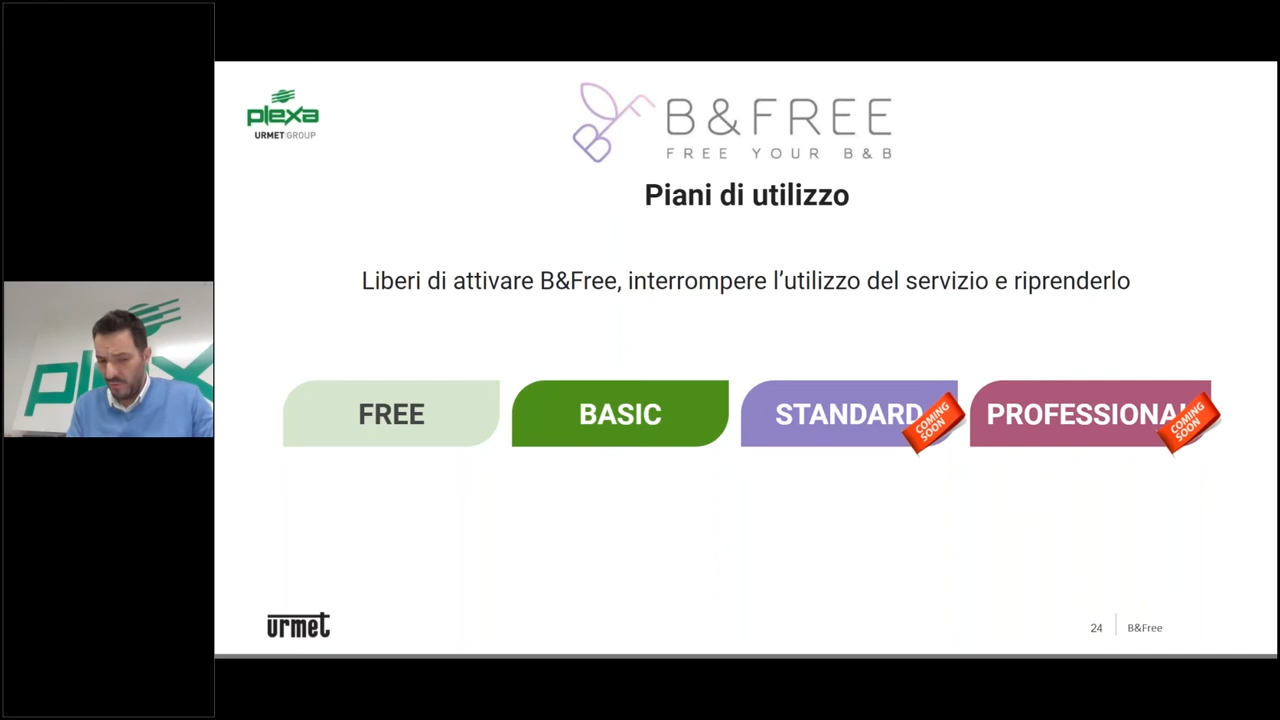 plexa
URMET GROUP
B&FREE
FREE YOUR B&B
Piani di utilizzo
Liberi di attivare B&Free, interrompere l’utilizzo del servizio e riprenderlo
FREE
BASIC
STANDARD
COMING SOON
PROFESSIONAL
COMING SOON
plexa
urmet
24
B&Free